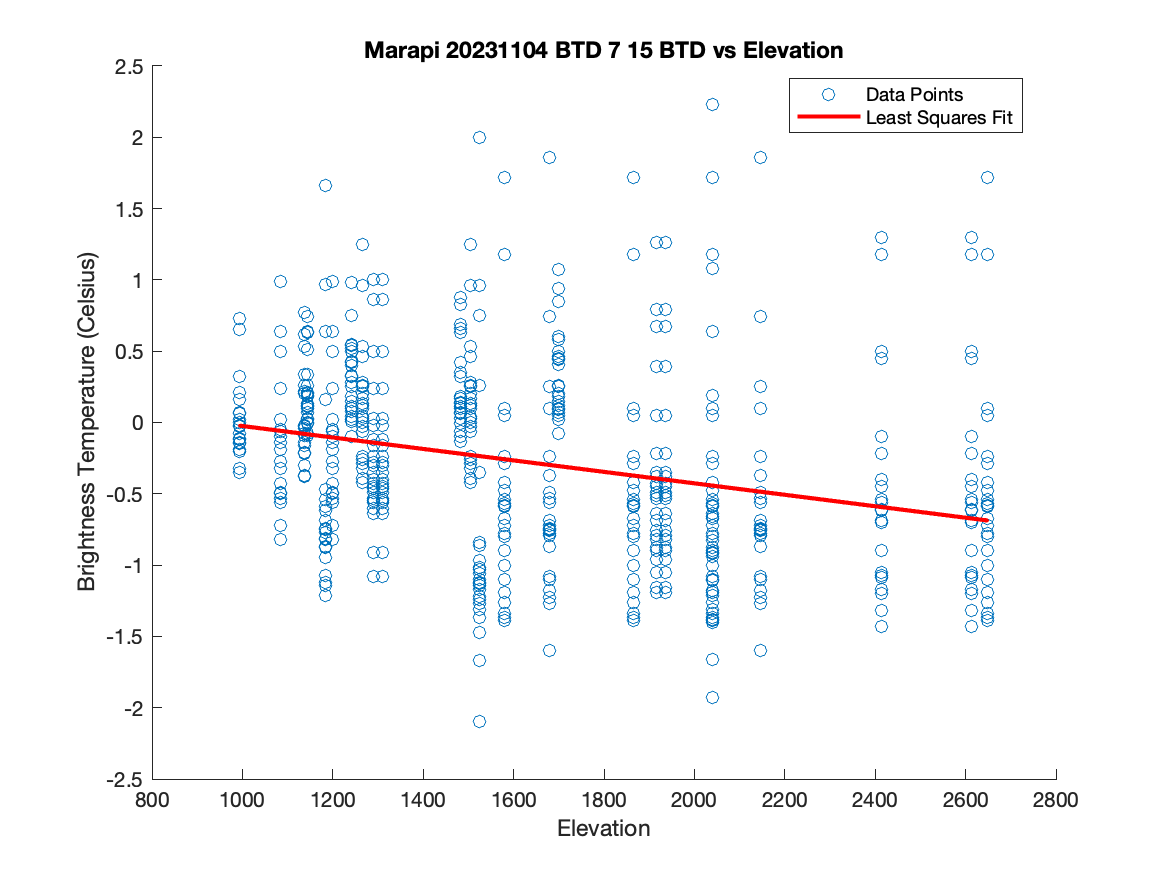 Marapi 20231104 BTD 7 15 BTD vs Elevation
Data Points
Least Squares Fit
2.5
2
1.5
1
0.5
0
-0.5
-1
-1.5
-2
-2.5
Brightness Temperature (Celsius)
800 1000 1200 1400 1600 1800 2000 2200 2400 2600 2800
Elevation